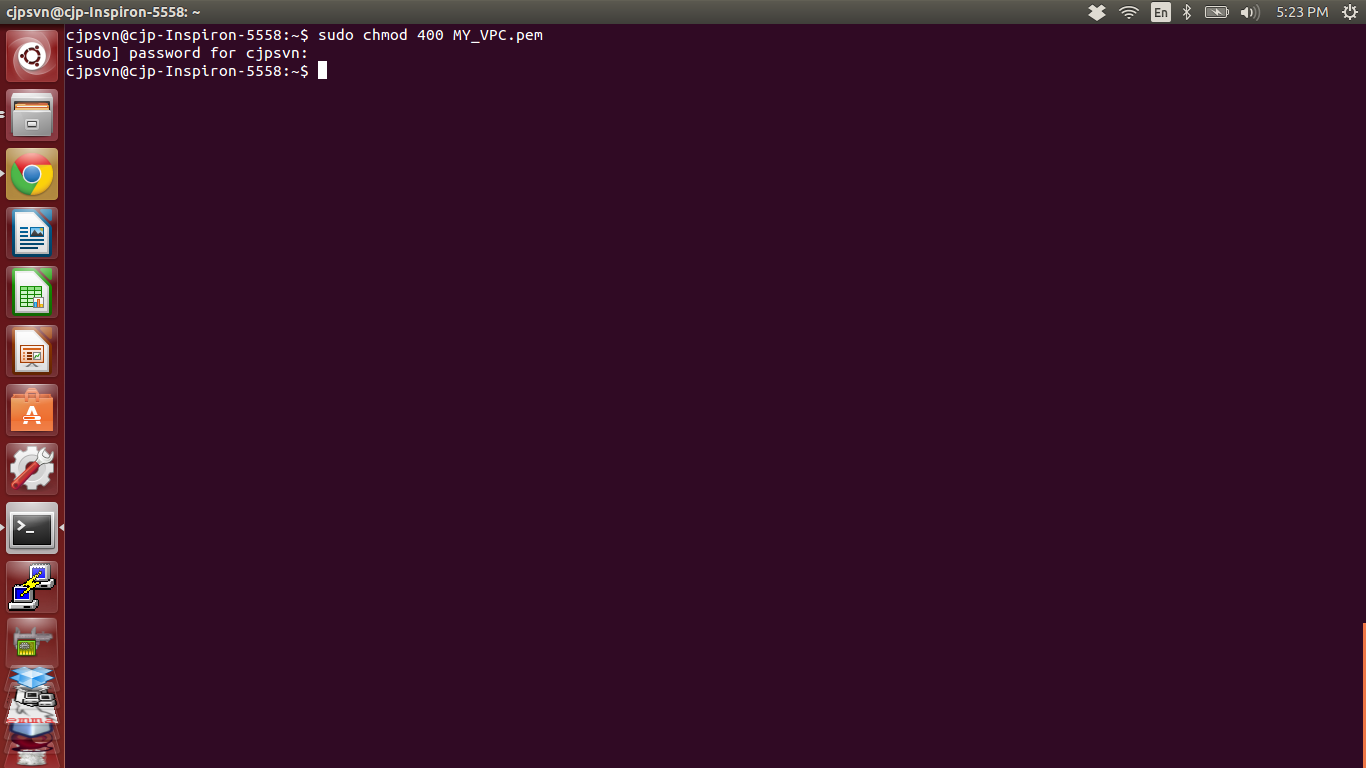 cjpsvn@cjp-Inspiron-5558: ~
En
5:23 PM
cjpsvn@cjp-Inspiron-5558:~$ sudo chmod 400 MY_VPC.pem
[sudo] password for cjpsvn:
cjpsvn@cjp-Inspiron-5558:~$